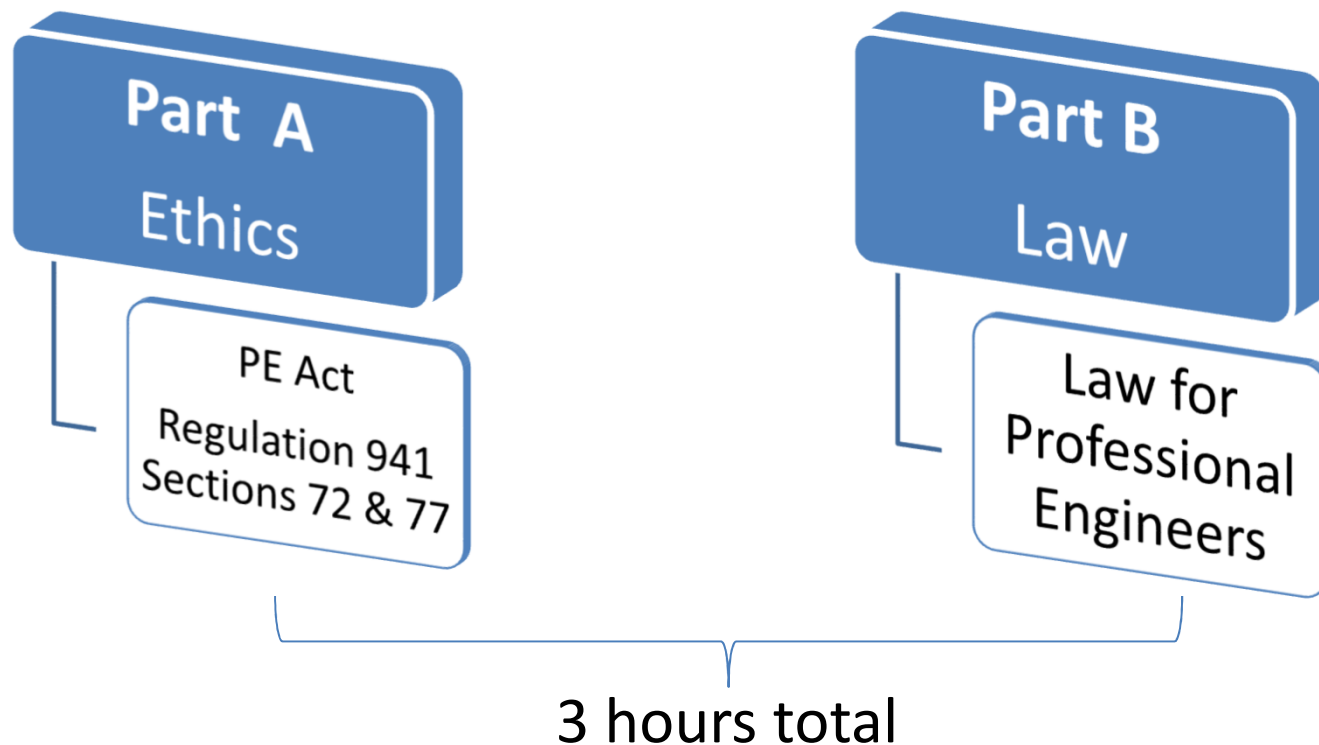 Part A
Ethics
PE Act
Regulation 941
Sections 72 & 77
Part B
Law
Law for
Professional
Engineers
3 hours total